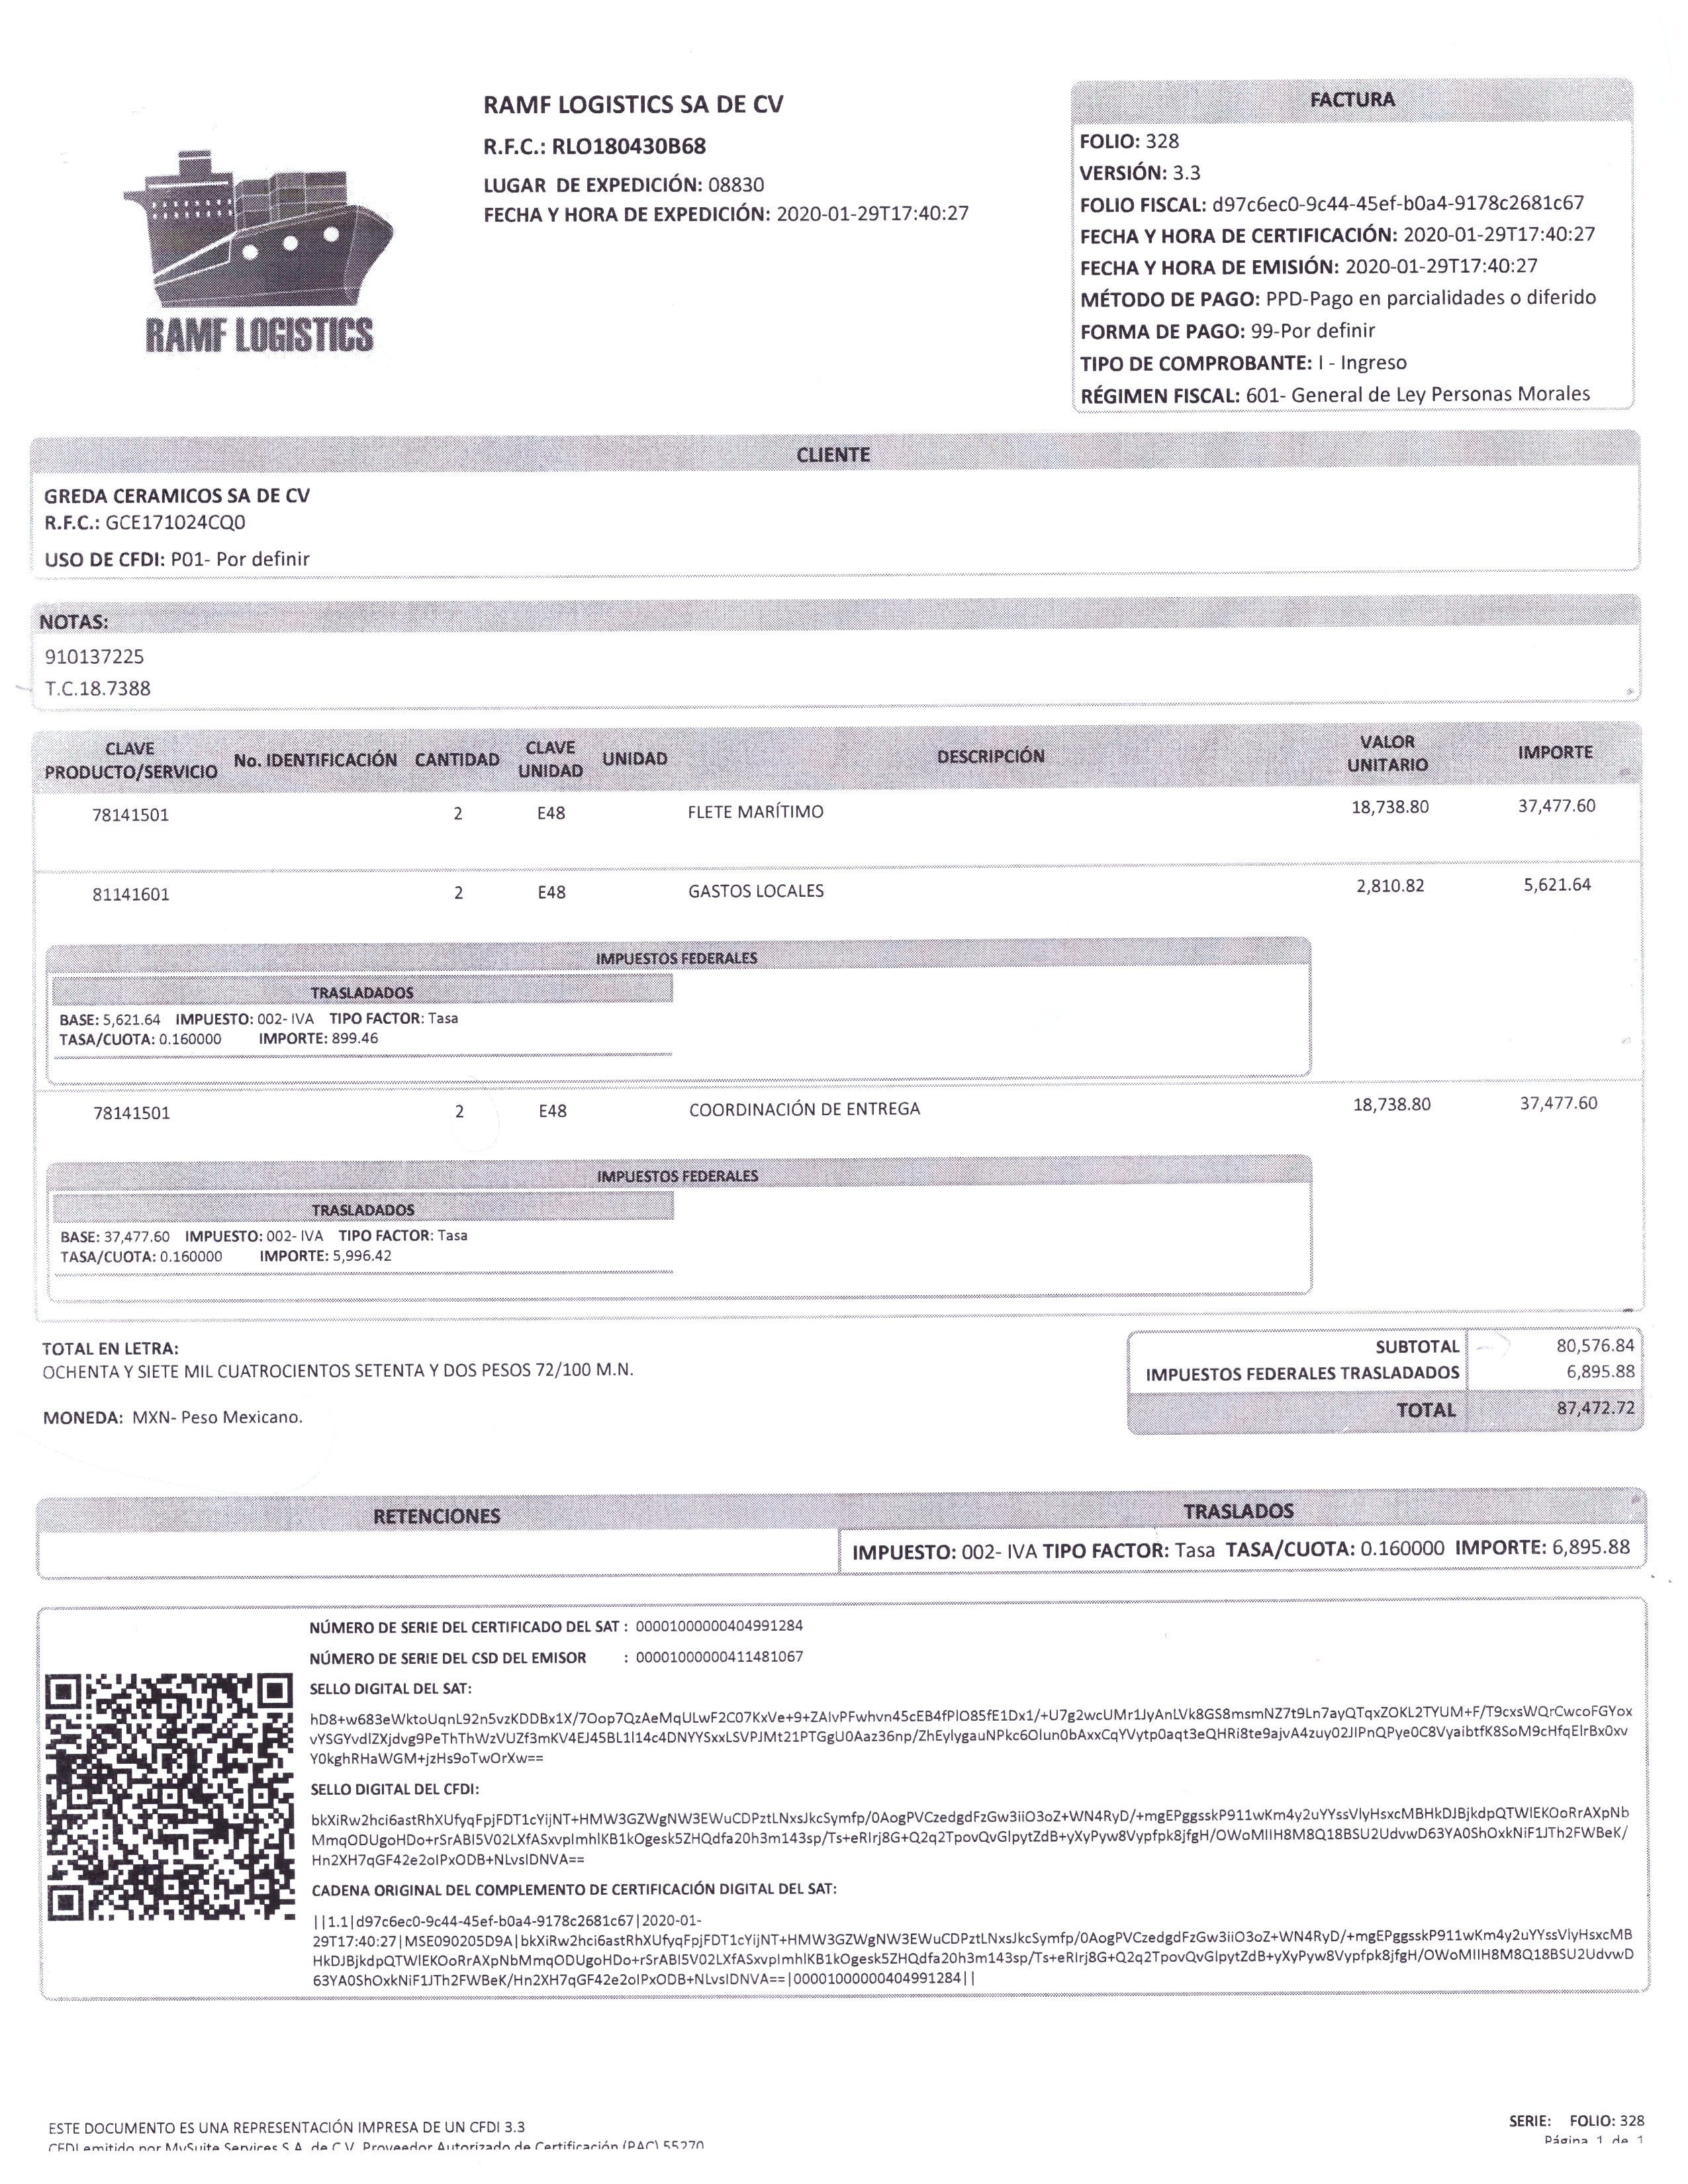 RAMF LOGISTICS SA DE CV
R.F.C.: RLO180430B68
LUGAR DE EXPEDICIÓN: 08830
FECHA Y HORA DE EXPEDICIÓN: 2020-01-29T17:40:27
RAMF LOGISTICS
FACTURA
FOLIO: 328
VERSIÓN: 3.3
FOLIO FISCAL: d97c6ec0-9c44-45ef-b0a4-9178c2681c67
FECHA Y HORA DE CERTIFICACIÓN: 2020-01-29T17:40:27
FECHA Y HORA DE EMISIÓN: 2020-01-29T17:40:27
MÉTODO DE PAGO: PPD-Pago en parcialidades o diferido
FORMA DE PAGO: 99-Por definir
TIPO DE COMPROBANTE: I - Ingreso
RÉGIMEN FISCAL: 601- General de Ley Personas Morales
CLIENTE
GREDA CERAMICOS SA DE CV
R.F.C.: GCE171024CQ0
USO DE CFDI: P01- Por definir
NOTAS:
910137225
T.C.18.7388
CLAVE PRODUCTO/SERVICIO No. IDENTIFICACIÓN CANTIDAD CLAVE UNIDAD UNIDAD DESCRIPCIÓN VALOR UNITARIO IMPORTE
78141501 2 E48 FLETE MARÍTIMO 18,738.80 37,477.60
81141601 2 E48 GASTOS LOCALES 2,810.82 5,621.64
IMPUESTOS FEDERALES
TRASLADADOS
BASE: 5,621.64 IMPUESTO: 002- IVA TIPO FACTOR: Tasa
TASA/CUOTA: 0.160000 IMPORTE: 899.46
78141501 2 E48 COORDINACIÓN DE ENTREGA 18,738.80 37,477.60
IMPUESTOS FEDERALES
TRASLADADOS
BASE: 37,477.60 IMPUESTO: 002- IVA TIPO FACTOR: Tasa
TASA/CUOTA: 0.160000 IMPORTE: 5,996.42
TOTAL EN LETRA:
OCHENTA Y SIETE MIL CUATROCIENTOS SETENTA Y DOS PESOS 72/100 M.N.
MONEDA: MXN- Peso Mexicano.
SUBTOTAL 80,576.84
IMPUESTOS FEDERALES TRASLADADOS 6,895.88
TOTAL 87,472.72
RETENCIONES TRASLADOS
IMPUESTO: 002- IVA TIPO FACTOR: Tasa TASA/CUOTA: 0.160000 IMPORTE: 6,895.88
NÚMERO DE SERIE DEL CERTIFICADO DEL SAT : 00001000000404991284
NÚMERO DE SERIE DEL CSD DEL EMISOR : 00001000000411481067
SELLO DIGITAL DEL SAT:
hD8+w683eWktoUqnL92n5vzKDDBx1X/7Oop7QzAeMqULwF2C07KxVe+9+ZAlvPFwhvn45cEB4fPlO85fE1Dx1/+U7g2wcUMr1JyAnLVk8GS8msmNZ7t9Ln7ayQTqxZOKL2TYUM+F/T9cxsWQrCwcoFGYox
vYSGYvdlZXjdvg9PeThThWzVUZf3mKV4EJ45BL1l14c4DNYYSxxLSVPJMt21PTGgU0Aaz36np/ZhEylygauNPkc6Olun0bAxxCqYVytp0aqt3eQHRi8te9ajvA4zuy02JIPnQPye0C8VyaibtfK8SoM9cHfqElrBx0xv
Y0kghRHaWGM+jzHs9oTwOrXw==
SELLO DIGITAL DEL CFDI:
bkXiRw2hci6astRhXUfyqFpjFDT1cYijNT+HMW3GZWgNW3EWuCDPztLNxsJkcSymfp/0AogPVCzedgdFzGw3iiO3oZ+WN4RyD/+mgEPggsskP911wKm4y2uYYssVlyHsxcMBHkDJBjkdpQTWlEKOoRrAXpNb
MmqODUgoHDo+rSrABI5V02LXfASxvpImhlKB1kOgesk5ZHQdfa20h3m143sp/Ts+eRIrj8G+Q2q2TpovQvGlpytZdB+yXyPyw8Vypfpk8jfgH/OWoMIIH8M8Q18BSU2UdvwD63YA0ShOxkNiF1JTh2FWBeK/
Hn2XH7qGF42e2oIPxODB+NLvsIDNVA==
CADENA ORIGINAL DEL COMPLEMENTO DE CERTIFICACIÓN DIGITAL DEL SAT:
||1.1|d97c6ec0-9c44-45ef-b0a4-9178c2681c67|2020-01-
29T17:40:27|MSE090205D9A|bkXiRw2hci6astRhXUfyqFpjFDT1cYijNT+HMW3GZWgNW3EWuCDPztLNxsJkcSymfp/0AogPVCzedgdFzGw3iiO3oZ+WN4RyD/+mgEPggsskP911wKm4y2uYYssVlyHsxcMB
HkDJBjkdpQTWlEKOoRrAXpNbMmqODUgoHDo+rSrABI5V02LXfASxvpImhlKB1kOgesk5ZHQdfa20h3m143sp/Ts+eRIrj8G+Q2q2TpovQvGlpytZdB+yXyPyw8Vypfpk8jfgH/OWoMIIH8M8Q18BSU2UdvwD
63YA0ShOxkNiF1JTh2FWBeK/Hn2XH7qGF42e2oIPxODB+NLvsIDNVA==|00001000000404991284||
ESTE DOCUMENTO ES UNA REPRESENTACIÓN IMPRESA DE UN CFDI 3.3
CFDI emitido por MySuite Services S.A. de C.V. Proveedor Autorizado de Certificación (PAC) 55270
SERIE: FOLIO: 328
Página 1 de 1